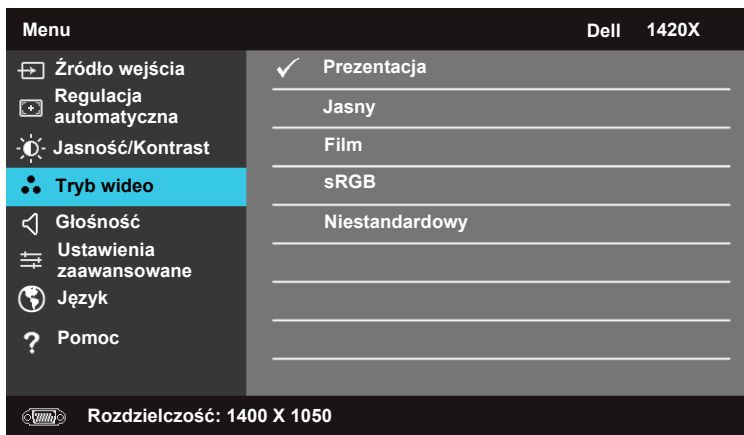 Menu
Dell 1420X
Źródło wejścia
Regulacja
automatyczna
Jasność/Kontrast
Tryb wideo
Głośność
Ustawienia
zaawansowane
Język
Pomoc
Prezentacja
Jasny
Film
sRGB
Niestandardowy
Rozdzielczość: 1400 X 1050